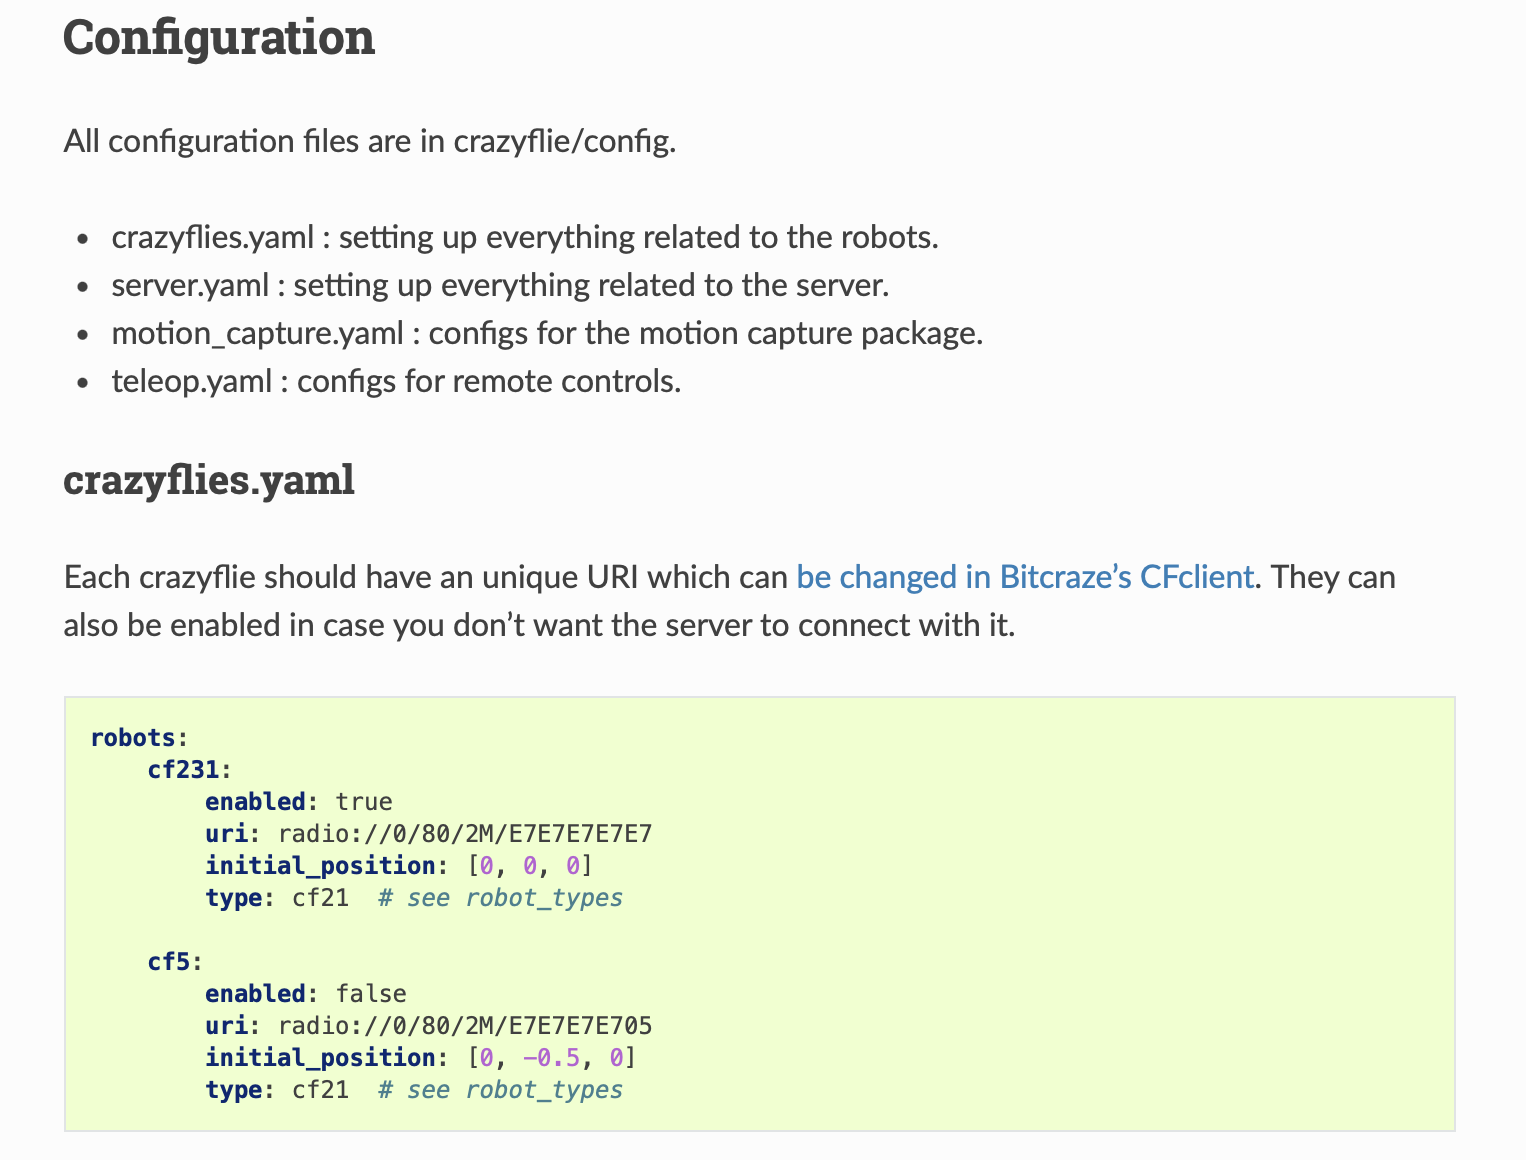 Configuration
All configuration files are in crazyflie/config.
• crazyflies.yaml : setting up everything related to the robots.
• server.yaml : setting up everything related to the server.
• motion_capture.yaml : configs for the motion capture package.
• teleop.yaml : configs for remote controls.
crazyflies.yaml
Each crazyflie should have an unique URI which can be changed in Bitcraze’s CFclient. They can
also be enabled in case you don’t want the server to connect with it.
robots:
    cf231:
        enabled: true
        uri: radio://0/80/2M/E7E7E7E7E7
        initial_position: [0, 0, 0]
        type: cf21  # see robot_types
    cf5:
        enabled: false
        uri: radio://0/80/2M/E7E7E7E705
        initial_position: [0, −0.5, 0]
        type: cf21  # see robot_types